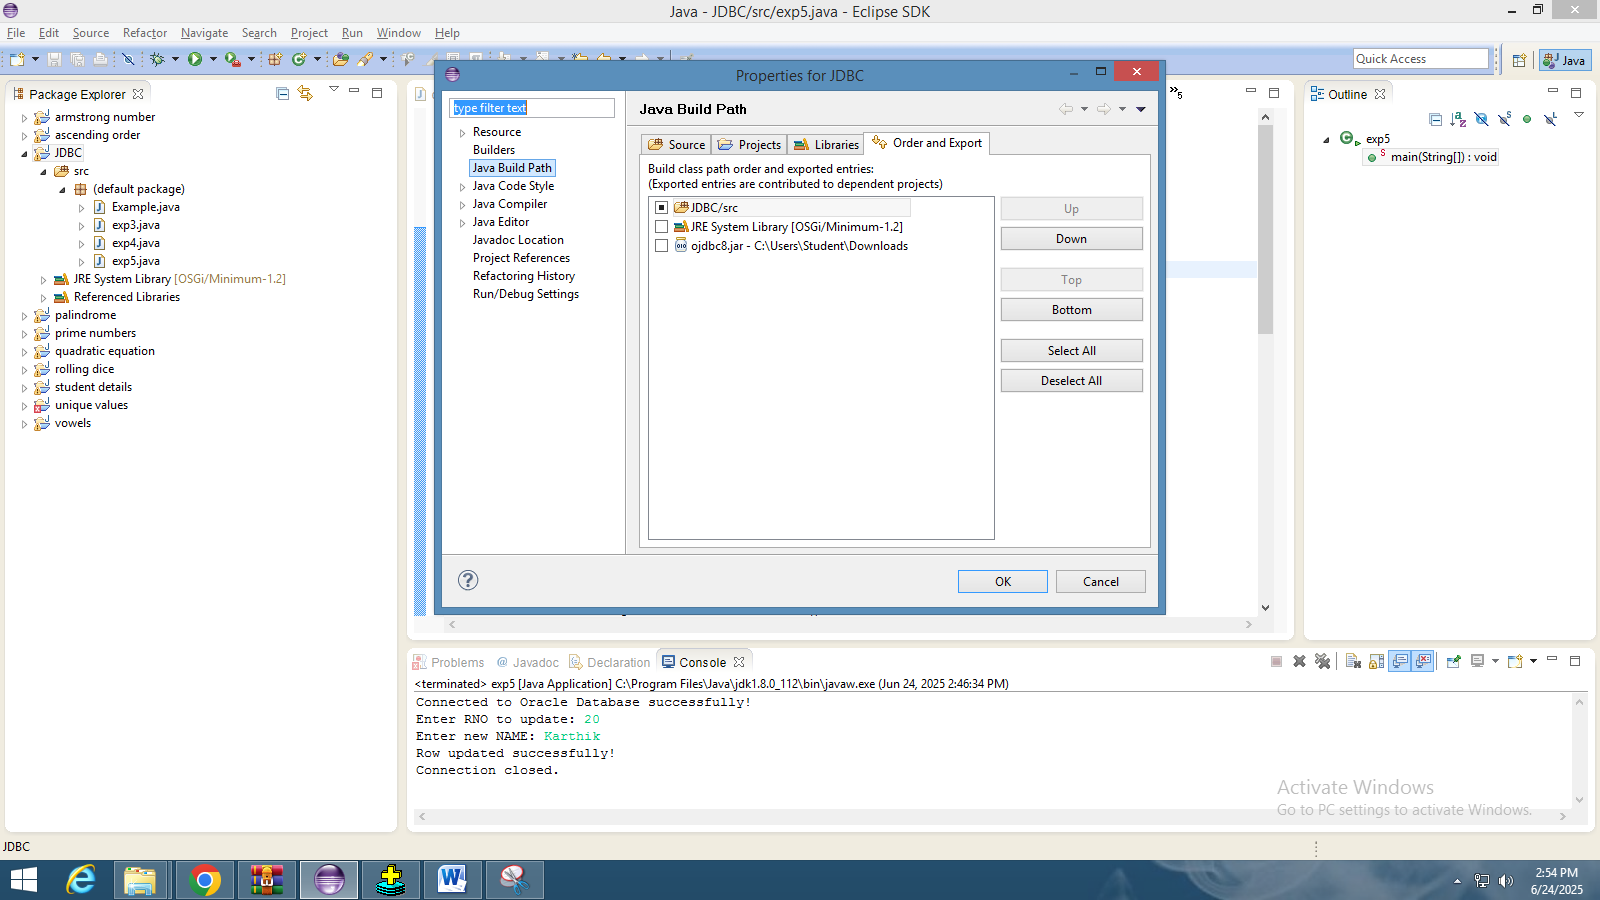 Java - JDBC/src/exp5.java - Eclipse SDK
File Edit Source Refactor Navigate Search Project Run Window Help
Quick Access
Java
Package Explorer
armstrong number
ascending order
JDBC
src
(default package)
Example.java
exp3.java
exp4.java
exp5.java
JRE System Library [OSGi/Minimum-1.2]
Referenced Libraries
palindrome
prime numbers
quadratic equation
rolling dice
student details
unique values
vowels
Properties for JDBC
type filter text
Resource
Builders
Java Build Path
Java Code Style
Java Compiler
Java Editor
Javadoc Location
Project References
Refactoring History
Run/Debug Settings
Java Build Path
Source Projects Libraries Order and Export
Build class path order and exported entries:
(Exported entries are contributed to dependent projects)
JDBC/src
JRE System Library [OSGi/Minimum-1.2]
ojdbc8.jar - C:\Users\Student\Downloads
Up
Down
Top
Bottom
Select All
Deselect All
OK Cancel
5
Outline
exp5
main(String[]) : void
Problems @ Javadoc Declaration Console
<terminated> exp5 [Java Application] C:\Program Files\Java\jdk1.8.0_112\bin\javaw.exe (Jun 24, 2025 2:46:34 PM)
Connected to Oracle Database successfully!
Enter RNO to update: 20
Enter new NAME: Karthik
Row updated successfully!
Connection closed.
Activate Windows
Go to PC settings to activate Windows.
JDBC
2:54 PM
6/24/2025